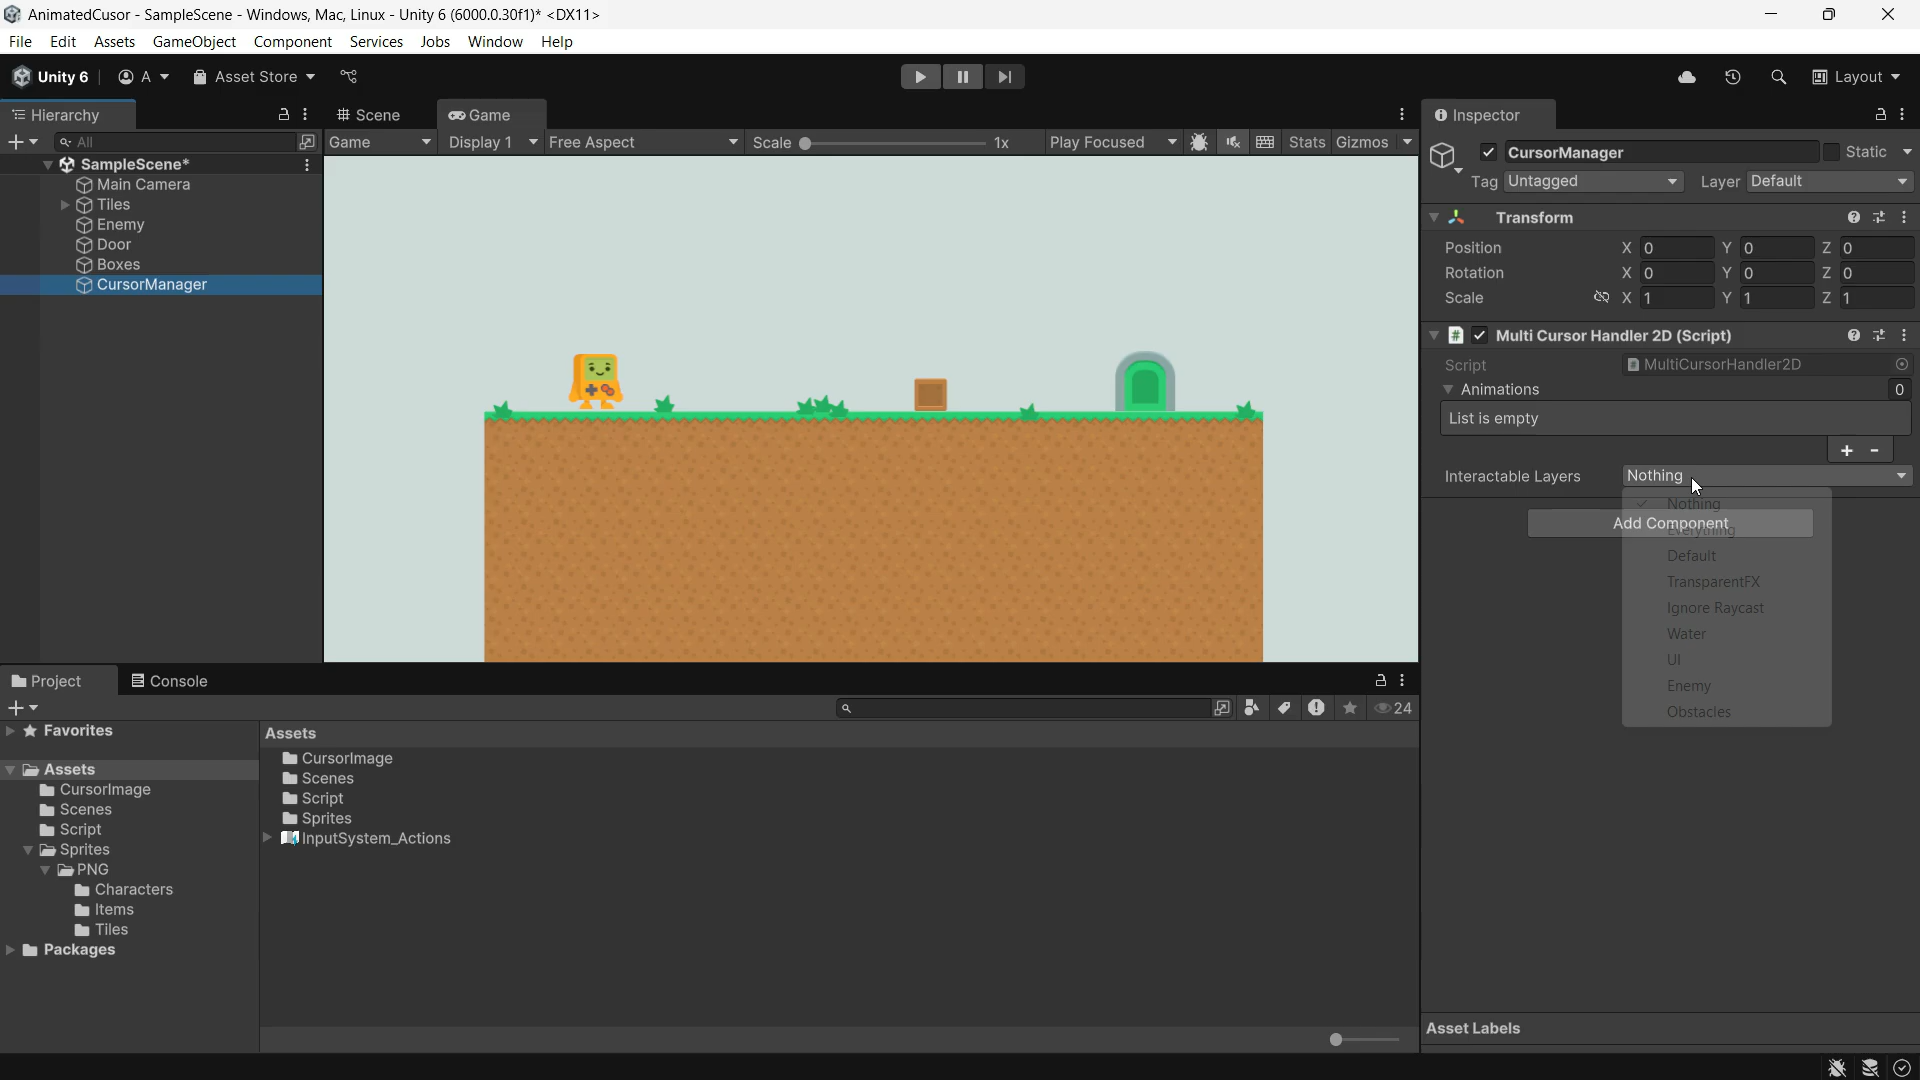 AnimatedCusor - SampleScene - Windows, Mac, Linux - Unity 6 (6000.0.30f1)* <DX11>
File Edit Assets GameObject Component Services Jobs Window Help
Unity 6 A Asset Store Layout
Hierarchy
All
SampleScene*
Main Camera
Tiles
Enemy
Door
Boxes
CursorManager
Scene Game
Game Display 1 Free Aspect Scale 1x Play Focused Stats Gizmos
Inspector
CursorManager Static
Tag Untagged Layer Default
Transform
Position X 0 Y 0 Z 0
Rotation X 0 Y 0 Z 0
Scale X 1 Y 1 Z 1
# Multi Cursor Handler 2D (Script)
Script MultiCursorHandler2D
Animations 0
List is empty
+ -
Interactable Layers Nothing
Nothing
Add Component
Everything
Default
TransparentFX
Ignore Raycast
Water
UI
Enemy
Obstacles
Project Console
24
Favorites
Assets
CursorImage
Scenes
Script
Sprites
PNG
Characters
Items
Tiles
Packages
Assets
CursorImage
Scenes
Script
Sprites
InputSystem_Actions
Asset Labels